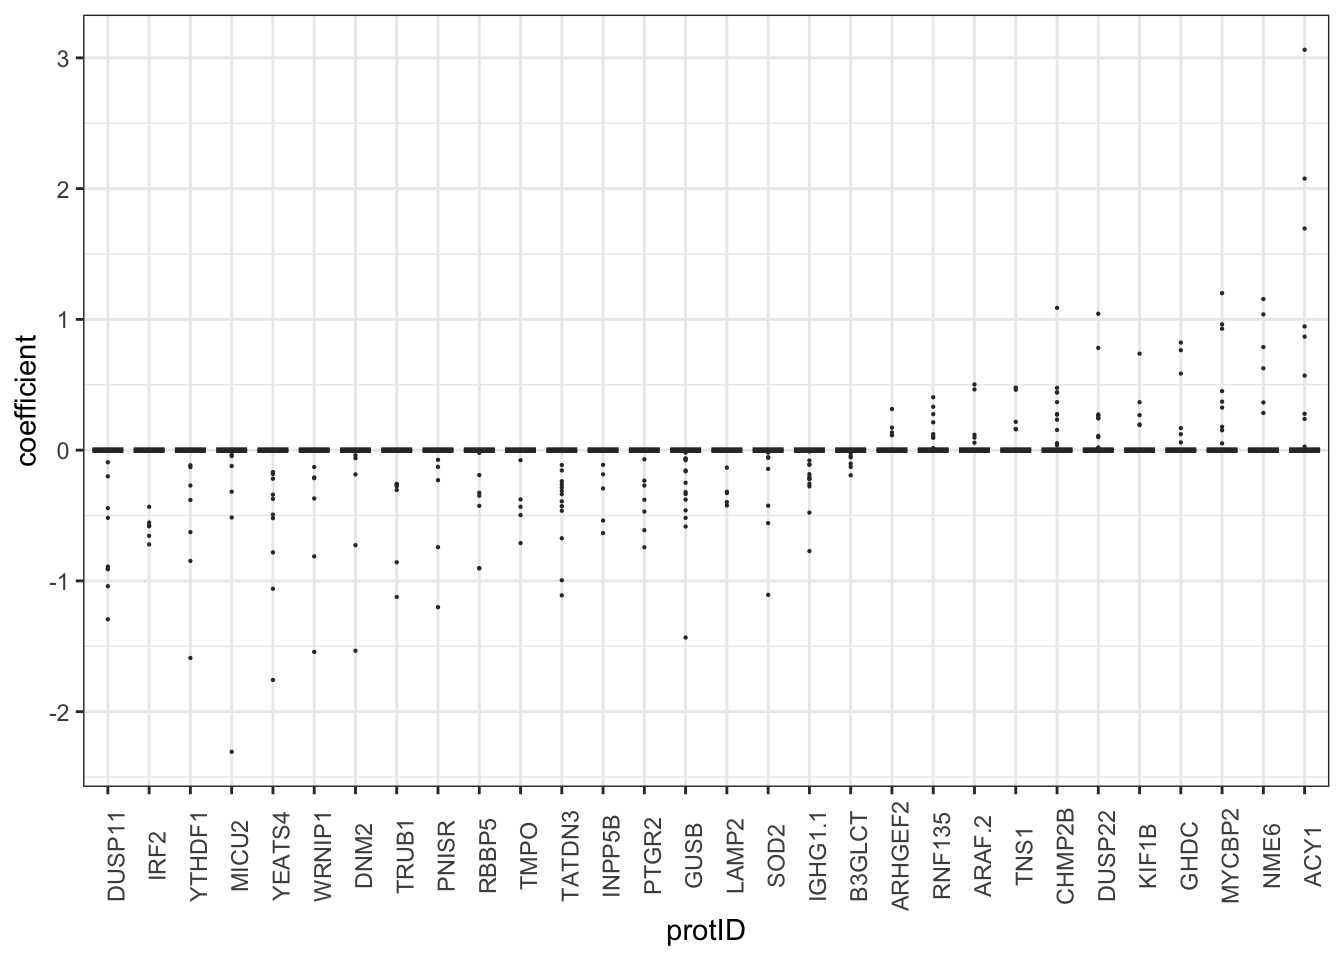 3
2
1
0
-1
-2
coefficient
DUSP11
IRF2
YTHDF1
MICU2
YEATS4
WRNIP1
DNM2
TRUB1
PNISR
RBBP5
TMPO
TATDN3
INPP5B
PTGR2
GUSB
LAMP2
SOD2
IGHG1.1
B3GLCT
ARHGEF2
RNF135
ARAF.2
TNS1
CHMP2B
DUSP22
KIF1B
GHDC
MYCBP2
NME6
ACY1
protID